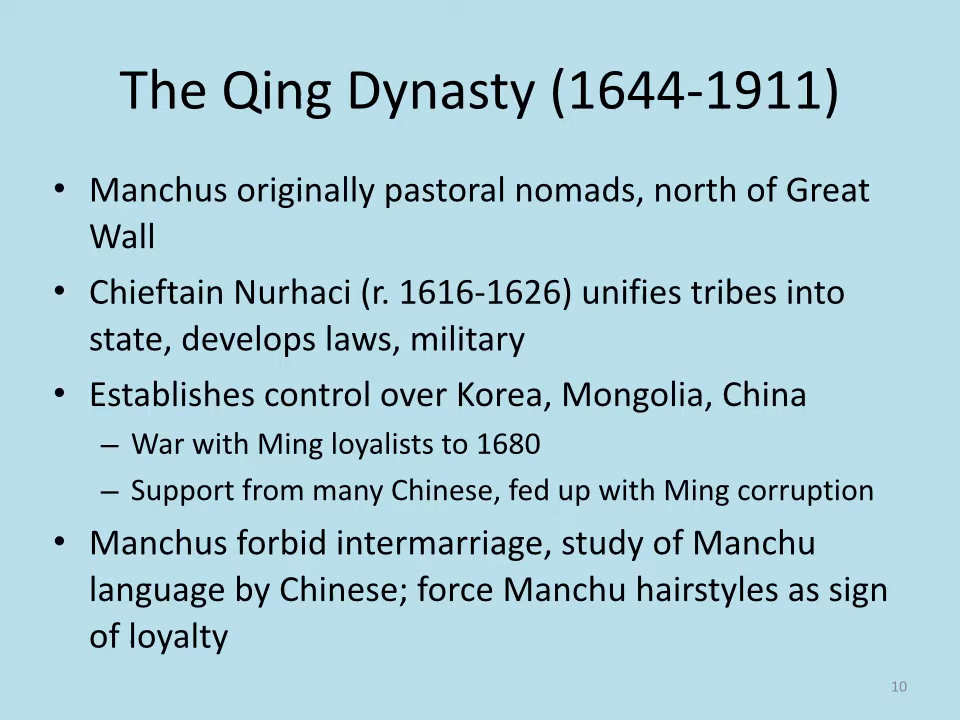 The Qing Dynasty (1644-1911)
• Manchus originally pastoral nomads, north of Great
Wall
• Chieftain Nurhaci (r. 1616-1626) unifies tribes into
state, develops laws, military
• Establishes control over Korea, Mongolia, China
– War with Ming loyalists to 1680
– Support from many Chinese, fed up with Ming corruption
• Manchus forbid intermarriage, study of Manchu
language by Chinese; force Manchu hairstyles as sign
of loyalty
10